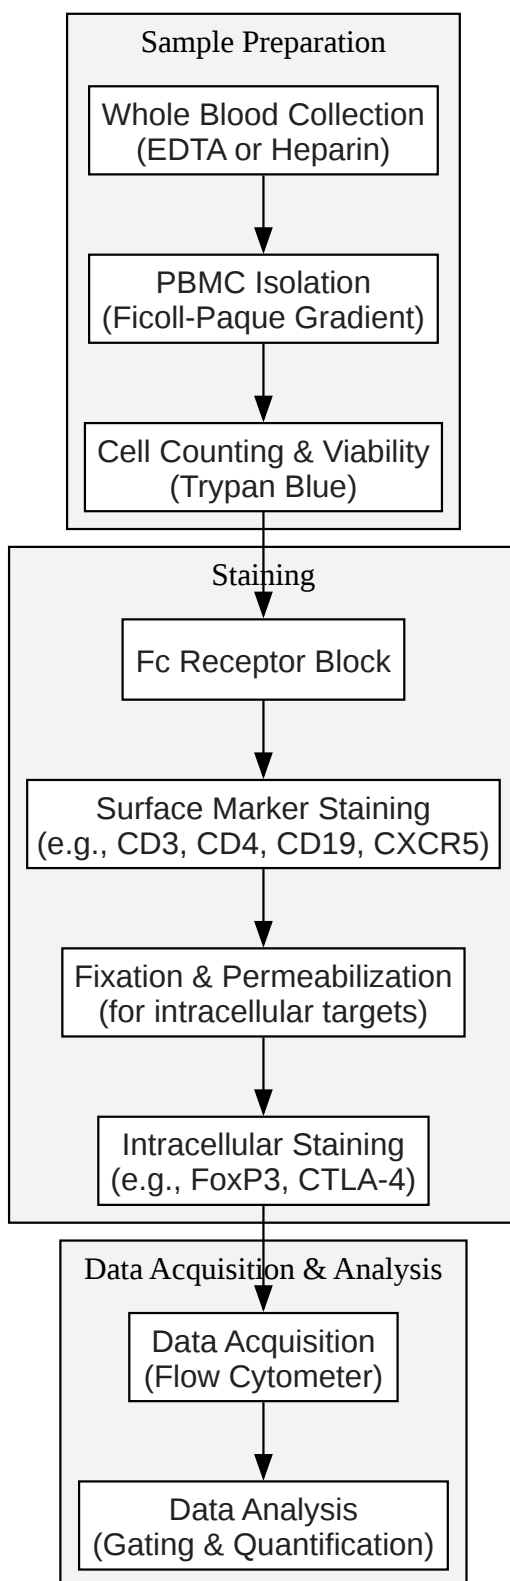 Sample Preparation
Whole Blood Collection
(EDTA or Heparin)
PBMC Isolation
(Ficoll-Paque Gradient)
Cell Counting & Viability
(Trypan Blue)
Staining
Fc Receptor Block
Surface Marker Staining
(e.g., CD3, CD4, CD19, CXCR5)
Fixation & Permeabilization
(for intracellular targets)
Intracellular Staining
(e.g., FoxP3, CTLA-4)
Data Acquisition & Analysis
Data Acquisition
(Flow Cytometer)
Data Analysis
(Gating & Quantification)